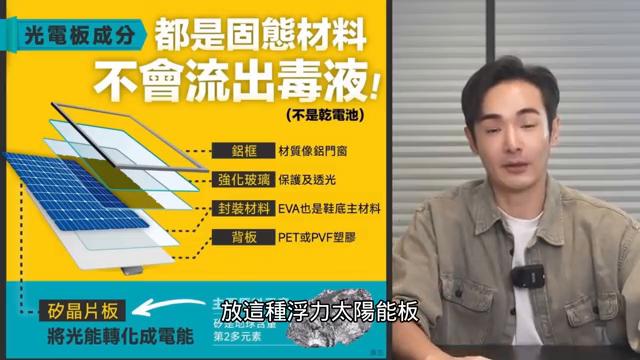 光電板成分
都是固態材料
不會流出毒液!
(不是乾電池)
鋁框 材質像鋁門窗
強化玻璃 保護及透光
封裝材料 EVA也是鞋底主材料
背板 PET或PVF塑膠
矽晶片板
將光能轉化成電能
第2多元素
放這種浮力太陽能板